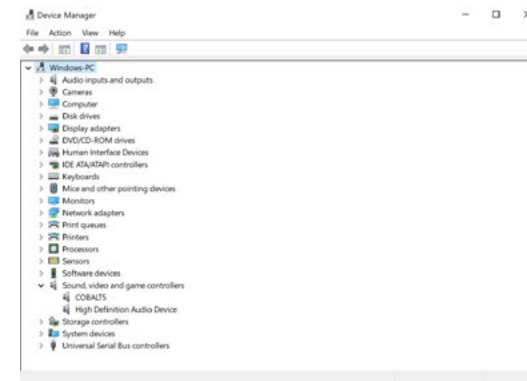 Device Manager
File Action View Help
Windows-PC
Audio inputs and outputs
Cameras
Computer
Disk drives
Display adapters
DVD/CD-ROM drives
Human Interface Devices
IDE ATA/ATAPI controllers
Keyboards
Mice and other pointing devices
Monitors
Network adapters
Print queues
Printers
Processors
Sensors
Software devices
Sound, video and game controllers
COBALT5
High Definition Audio Device
Storage controllers
System devices
Universal Serial Bus controllers